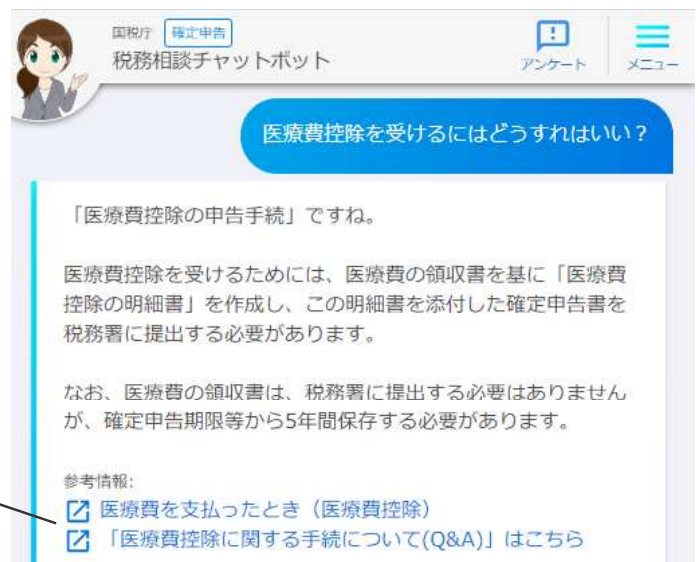 国税庁 確定申告
税務相談チャットボット
アンケート
メニュー
医療費控除を受けるにはどうすればいい？
「医療費控除の申告手続」ですね。
医療費控除を受けるためには、医療費の領収書を基に「医療費
控除の明細書」を作成し、この明細書を添付した確定申告書を
税務署に提出する必要があります。
なお、医療費の領収書は、税務署に提出する必要はありません
が、確定申告期限等から5年間保存する必要があります。
参考情報:
医療費を支払ったとき（医療費控除）
「医療費控除に関する手続について(Q&A)」はこちら